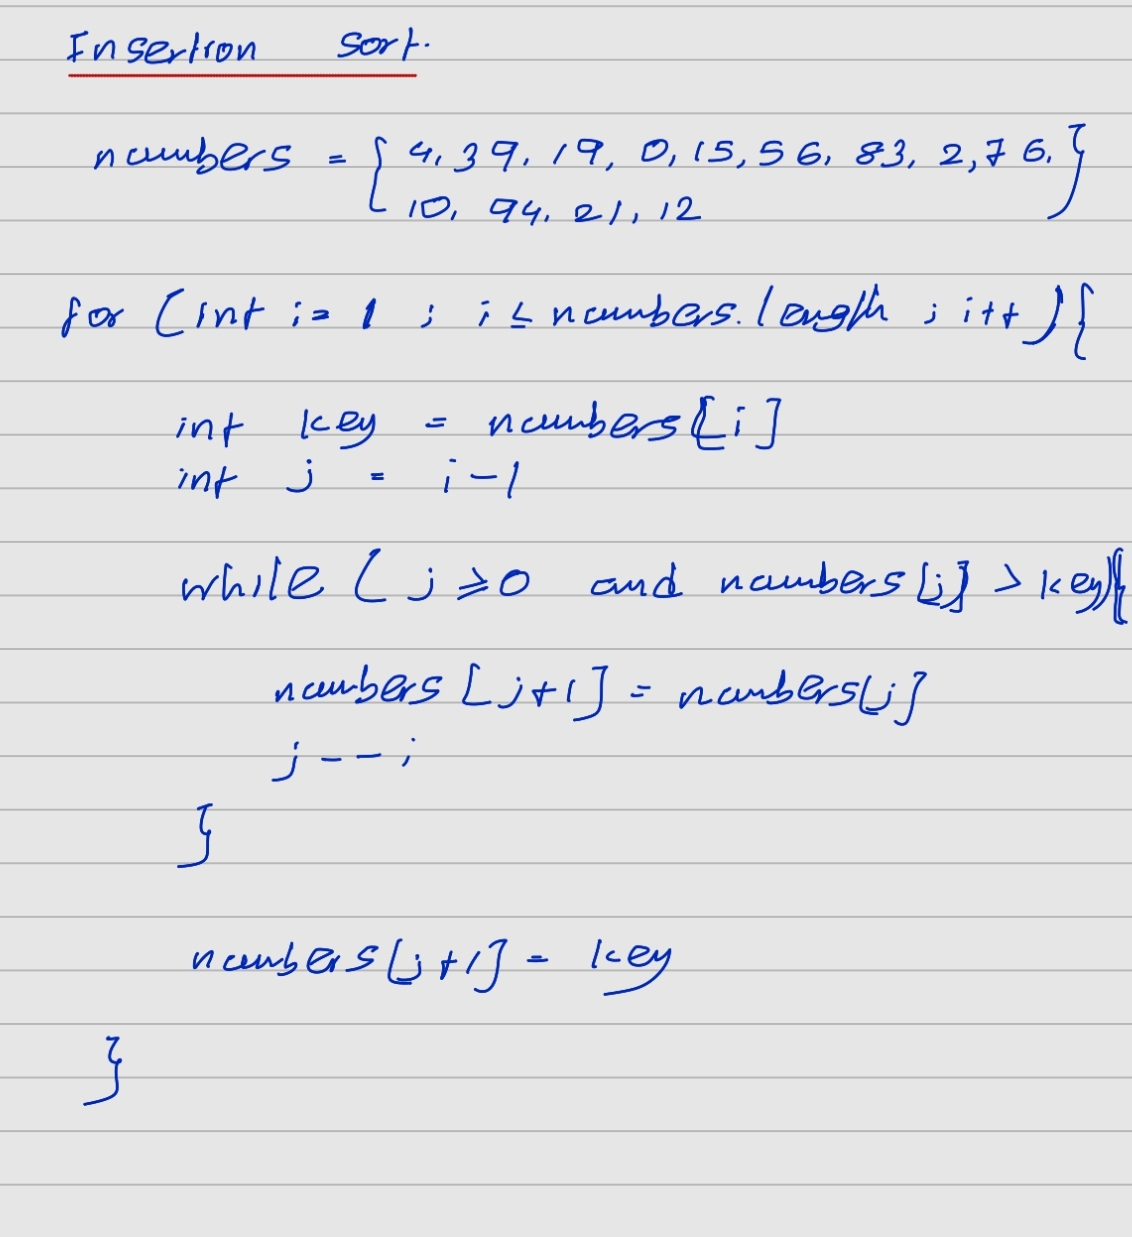 Insertion sort.
numbers = { 4, 39, 19, 0, 15, 56, 83, 2, 76,
10, 94, 21, 12 }
for (int i = 1 ; i ≤ numbers.length ; i++ ) {
int key = numbers[i]
int j = i-1
while ( j ≥ 0 and numbers[j] > key){
numbers [j+1] = numbers[j]
j-- ;
}
numbers[j+1] = key
}